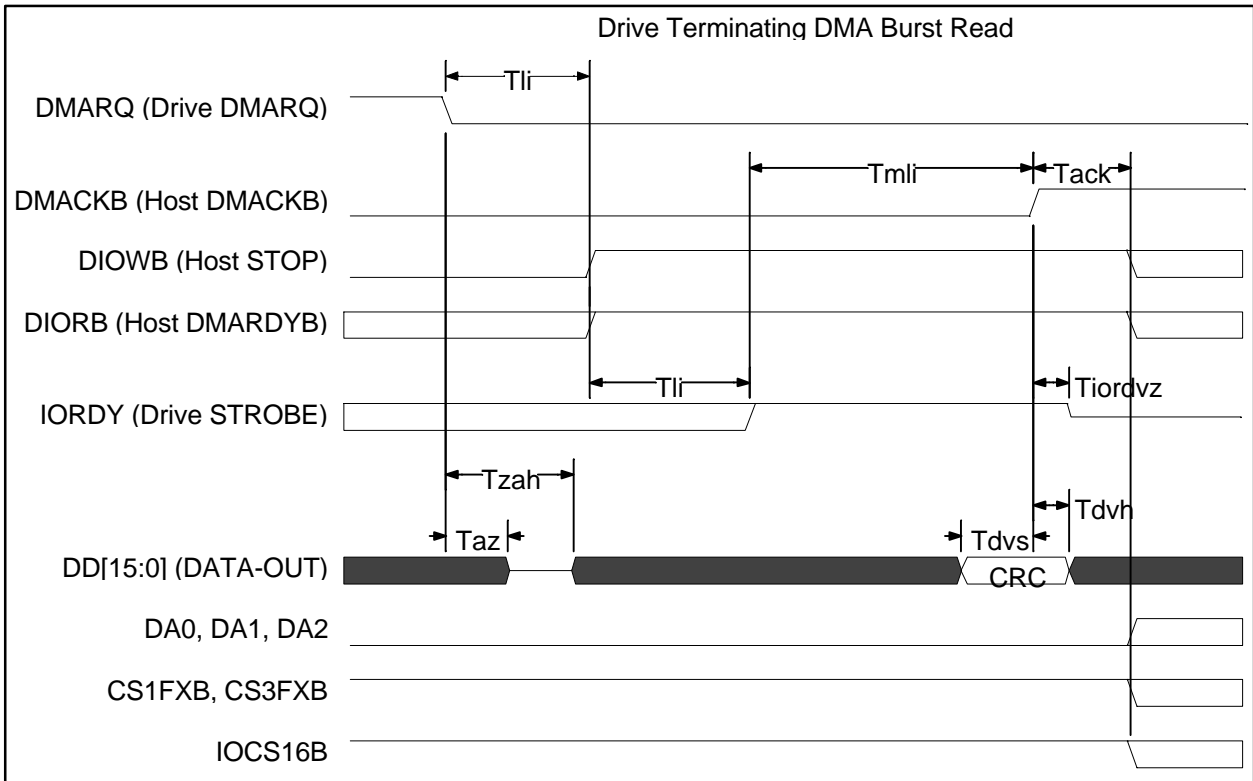 Drive Terminating DMA Burst Read
Tli
DMARQ (Drive DMARQ)
Tmli
Tack
DMACKB (Host DMACKB)
DIOWB (Host STOP)
DIORB (Host DMARDYB)
Tli
Tiordvz
IORDY (Drive STROBE)
Tzah
Tdvh
Taz
Tdvs
DD[15:0] (DATA-OUT)
CRC
DA0, DA1, DA2
CS1FXB, CS3FXB
IOCS16B